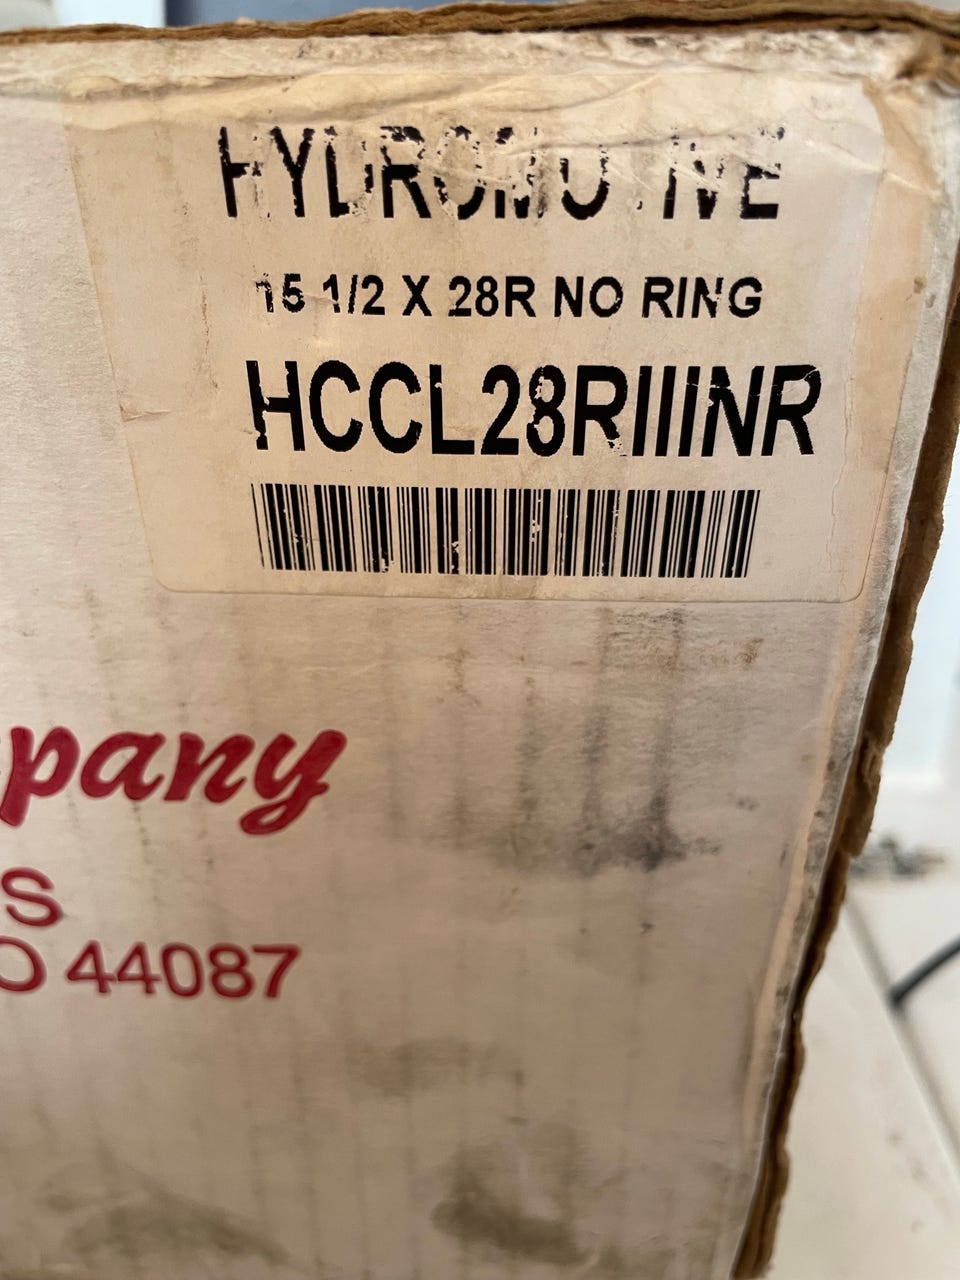 HYDROMOTIVE
15 1/2 X 28R NO RING
HCCL28RIIINR
pany
S
O 44087